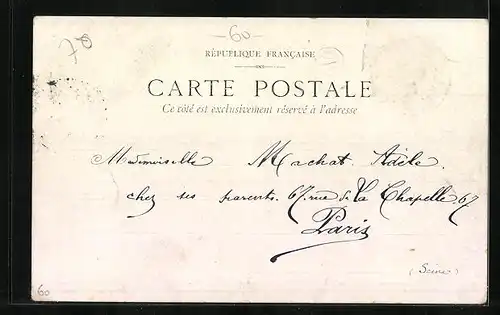 60
78
RÉPUBLIQUE FRANÇAISE
CARTE POSTALE
Ce côté est exclusivement réservé à l'adresse
Mademoiselle Machat. Adèle.
chez ses parents. 67. rue de La Chapelle. 67
Paris
(Seine)
60